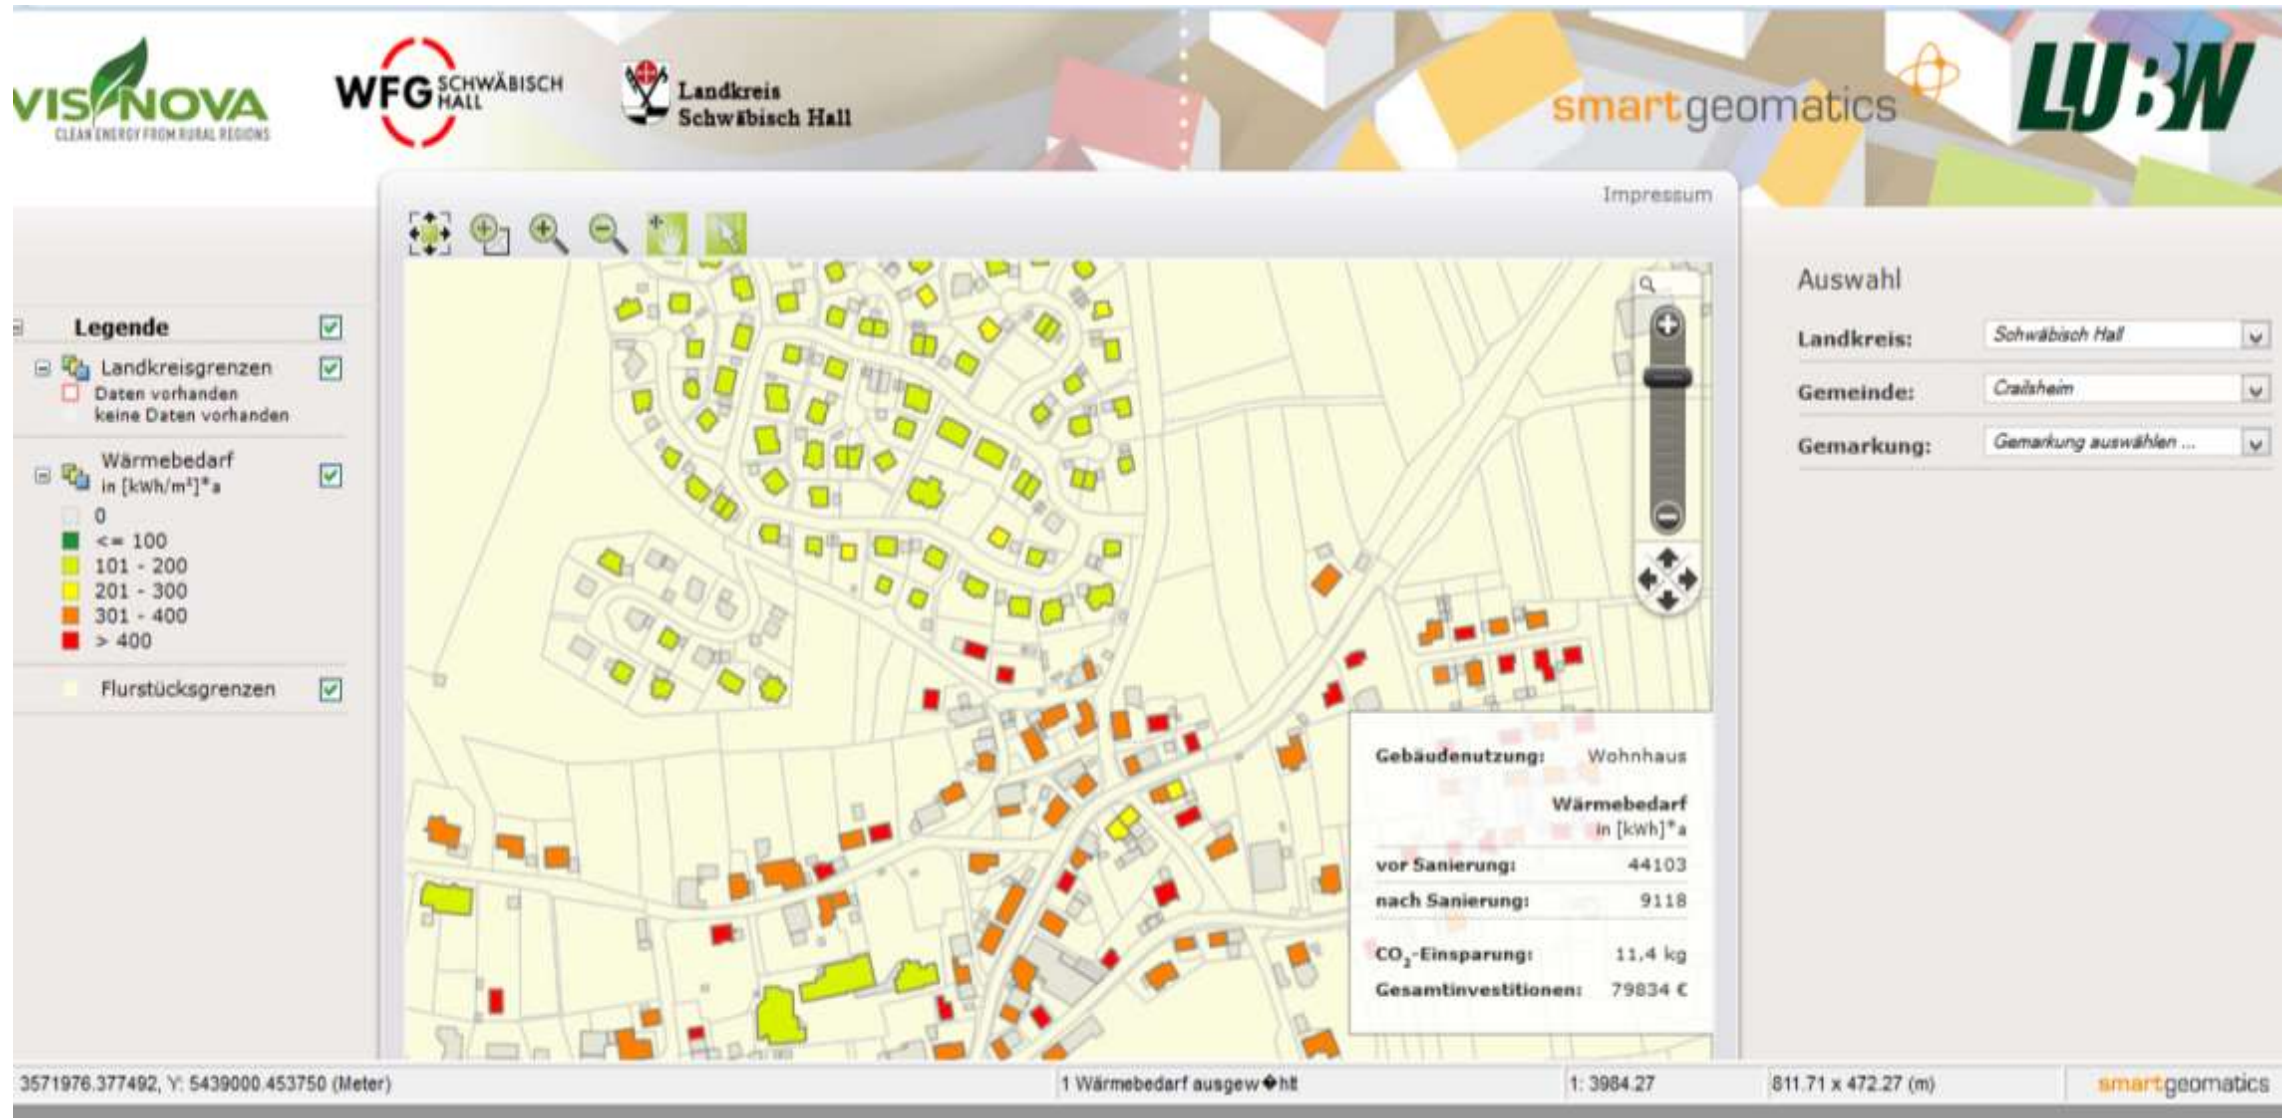 VISNOVA
CLEAN ENERGY FROM RURAL REGIONS
WFG SCHWÄBISCH
HALL
Landkreis
Schwäbisch Hall
smartgeomatics
LUBW
Impressum
Legende
Landkreisgrenzen
Daten vorhanden
keine Daten vorhanden
Wärmebedarf
in [kWh/m²]*a
0
<= 100
101 - 200
201 - 300
301 - 400
> 400
Flurstücksgrenzen
Auswahl
Landkreis: Schwäbisch Hall
Gemeinde: Crailsheim
Gemarkung: Gemarkung auswählen ...
Gebäudenutzung: Wohnhaus
Wärmebedarf
in [kWh]*a
vor Sanierung: 44103
nach Sanierung: 9118
CO₂-Einsparung: 11,4 kg
Gesamtinvestitionen: 79834 €
3571976.377492, Y: 5439000.453750 (Meter)
1 Wärmebedarf ausgew�hlt
1: 3984.27
811.71 x 472.27 (m)
smartgeomatics